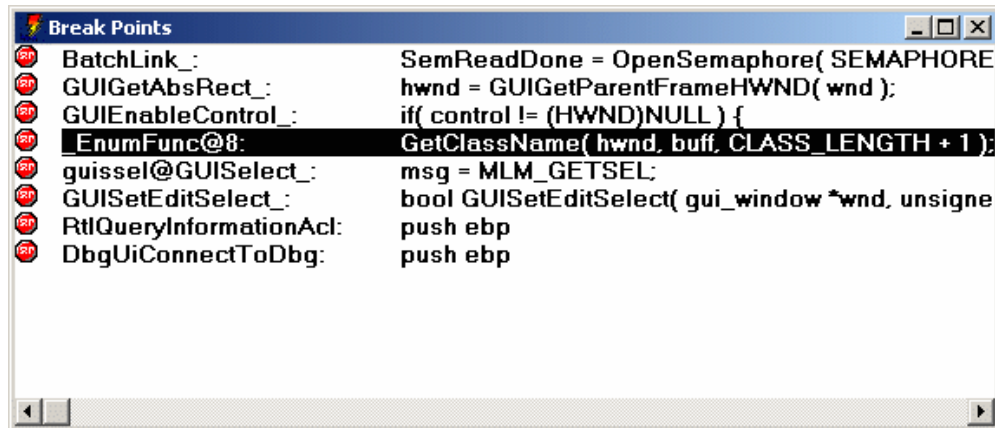 Break Points
BatchLink_: SemReadDone = OpenSemaphore( SEMAPHORE
GUIGetAbsRect_: hwnd = GUIGetParentFrameHWND( wnd );
GUIEnableControl_: if( control != (HWND)NULL ) {
_EnumFunc@8: GetClassName( hwnd, buff, CLASS_LENGTH + 1 );
guissel@GUISelect_: msg = MLM_GETSEL;
GUISetEditSelect_: bool GUISetEditSelect( gui_window *wnd, unsigne
RtlQueryInformationAcl: push ebp
DbgUiConnectToDbg: push ebp